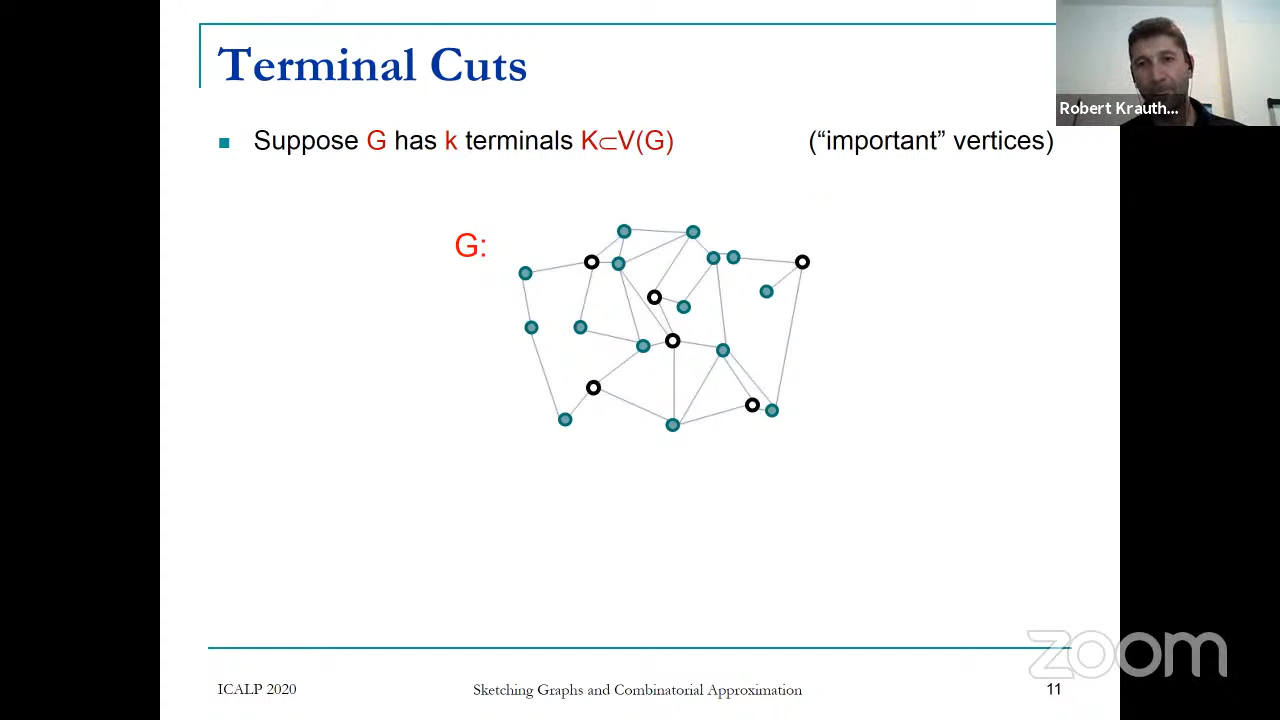 Terminal Cuts
Robert Krauth...
Suppose G has k terminals K⊂V(G) (“important” vertices)
G:
zoom
ICALP 2020 Sketching Graphs and Combinatorial Approximation 11